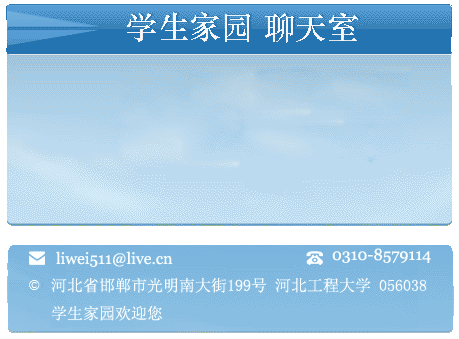 学生家园 聊天室
liwei511@live.cn 0310-8579114
© 河北省邯郸市光明南大街199号 河北工程大学 056038
学生家园欢迎您